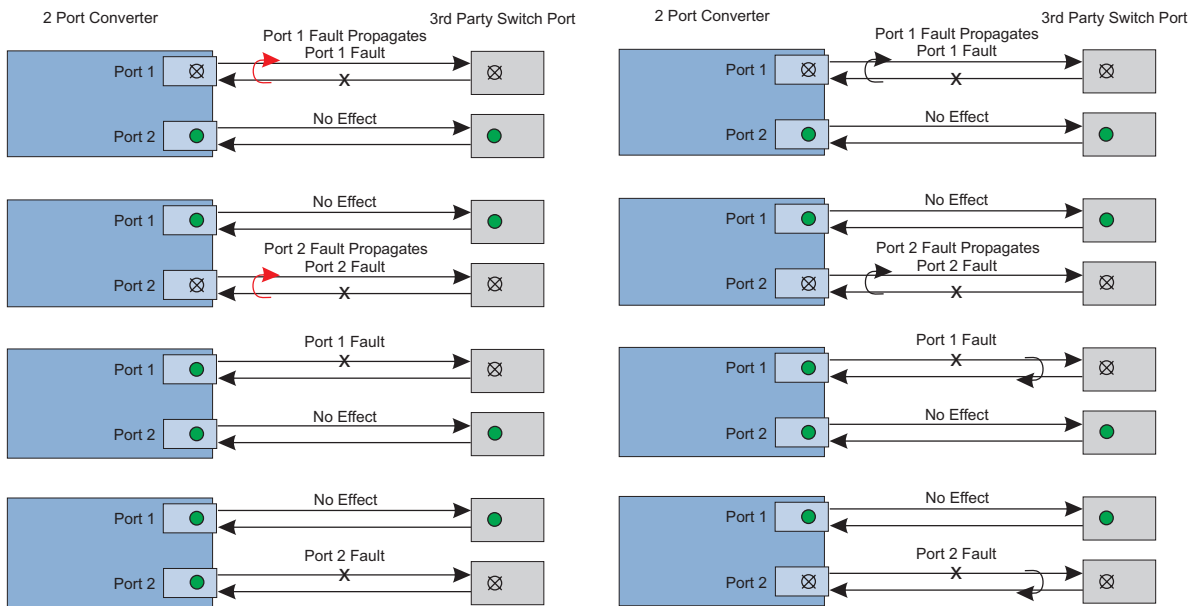 2 Port Converter
3rd Party Switch Port
Port 1 Fault Propagates
Port 1 Fault
Port 1
X
No Effect
Port 2
No Effect
Port 1
Port 2 Fault Propagates
Port 2 Fault
Port 2
X
Port 1 Fault
X
Port 1
No Effect
Port 2
No Effect
Port 1
Port 2 Fault
X
Port 2
2 Port Converter
3rd Party Switch Port
Port 1 Fault Propagates
Port 1 Fault
Port 1
X
No Effect
Port 2
No Effect
Port 1
Port 2 Fault Propagates
Port 2 Fault
Port 2
X
Port 1 Fault
X
Port 1
No Effect
Port 2
No Effect
Port 1
Port 2 Fault
X
Port 2